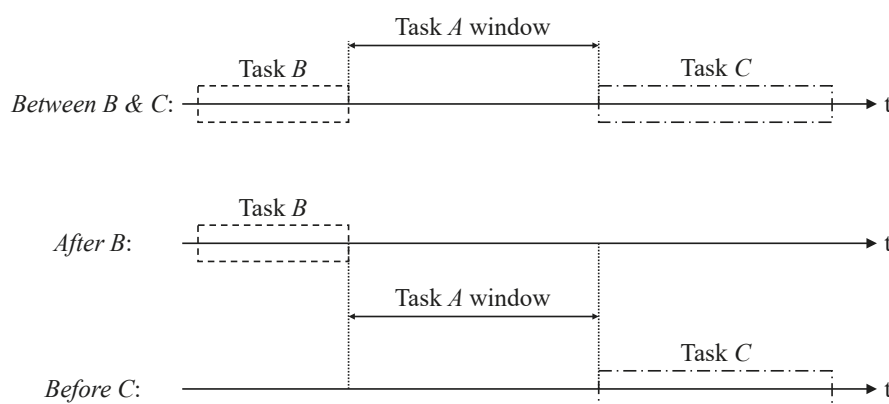 Task A window
Task B
Task C
Between B & C:
t
Task B
After B:
t
Task A window
Task C
Before C:
t